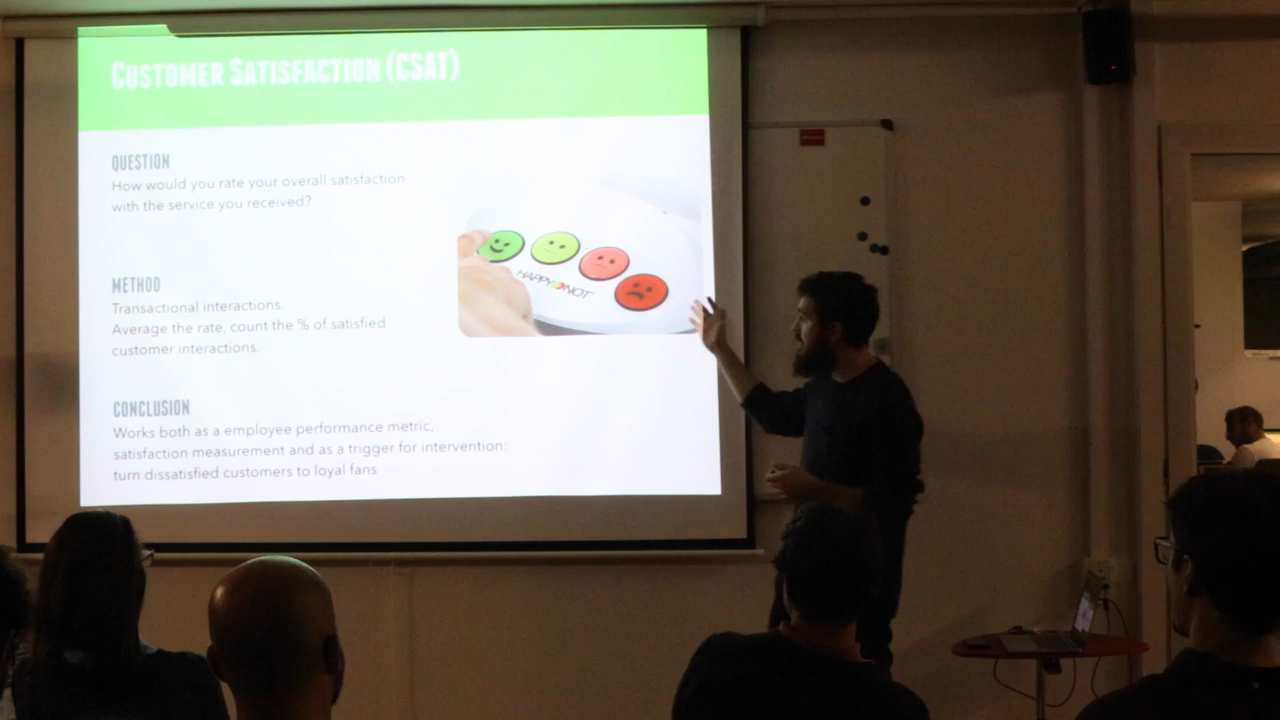 CUSTOMER SATISFACTION (CSAT)
QUESTION
How would you rate your overall satisfaction
with the service you received?
HAPPY OR NOT
METHOD
Transactional interactions.
Average the rate, count the % of satisfied
customer interactions.
CONCLUSION
Works both as a employee performance metric,
satisfaction measurement and as a trigger for intervention:
turn dissatisfied customers to loyal fans